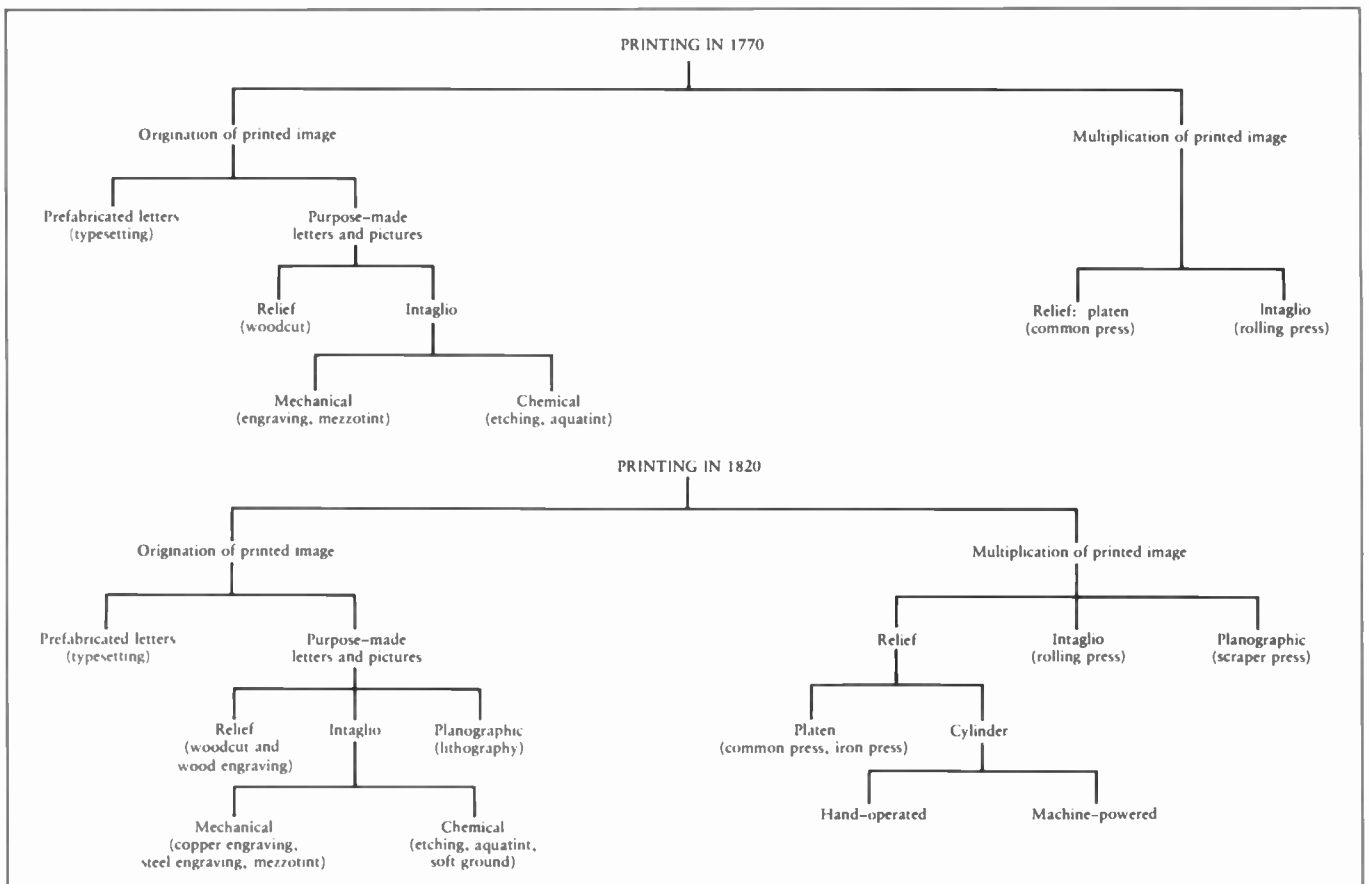 PRINTING IN 1770
Origination of printed image
Multiplication of printed image
Prefabricated letters
(typesetting)
Purpose-made
letters and pictures
Relief
(woodcut)
Intaglio
Relief: platen
(common press)
Intaglio
(rolling press)
Mechanical
(engraving, mezzotint)
Chemical
(etching, aquatint)
PRINTING IN 1820
Origination of printed image
Multiplication of printed image
Prefabricated letters
(typesetting)
Purpose-made
letters and pictures
Relief
Intaglio
(rolling press)
Planographic
(scraper press)
Relief
(woodcut and
wood engraving)
Intaglio
Planographic
(lithography)
Platen
(common press, iron press)
Cylinder
Mechanical
(copper engraving,
steel engraving, mezzotint)
Chemical
(etching, aquatint,
soft ground)
Hand-operated
Machine-powered